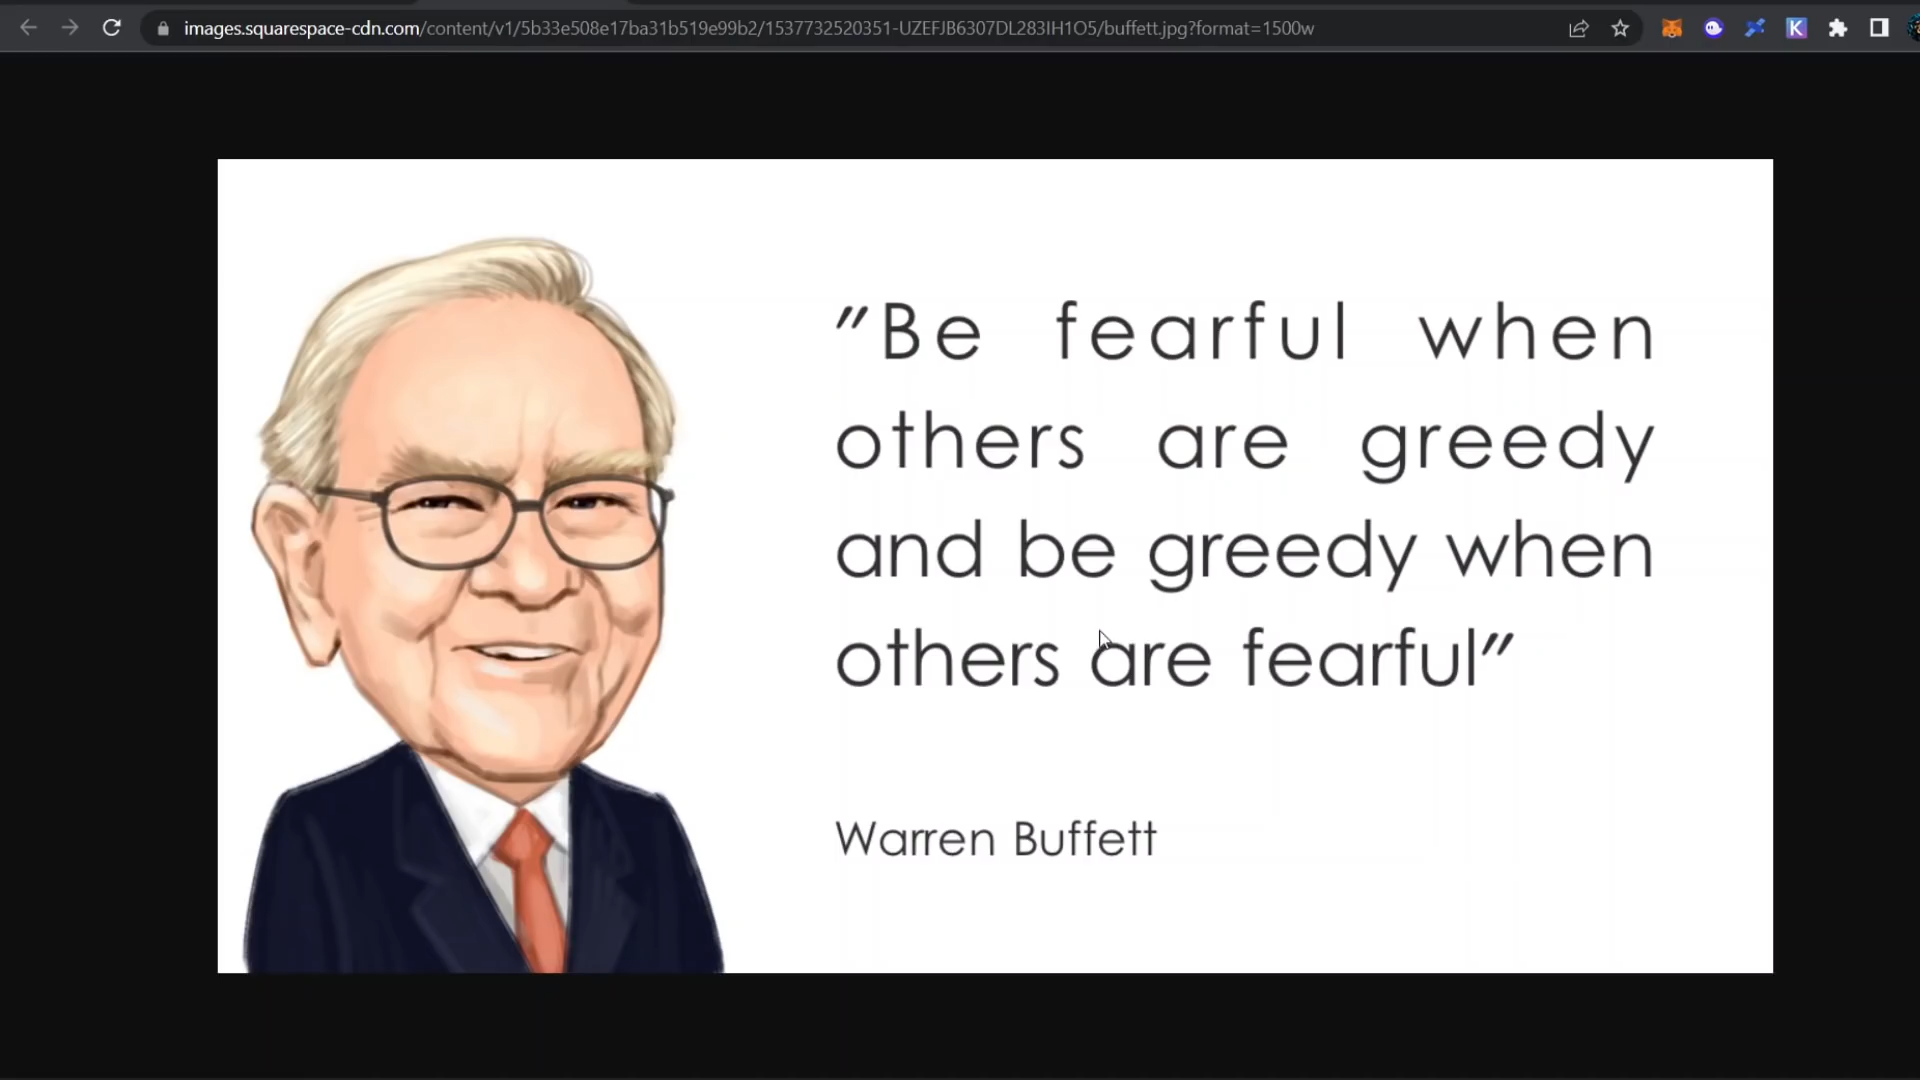 images.squarespace-cdn.com/content/v1/5b33e508e17ba31b519e99b2/1537732520351-UZEFJB6307DL283IH1O5/buffett.jpg?format=1500w
K
"Be fearful when
others are greedy
and be greedy when
others are fearful"
Warren Buffett